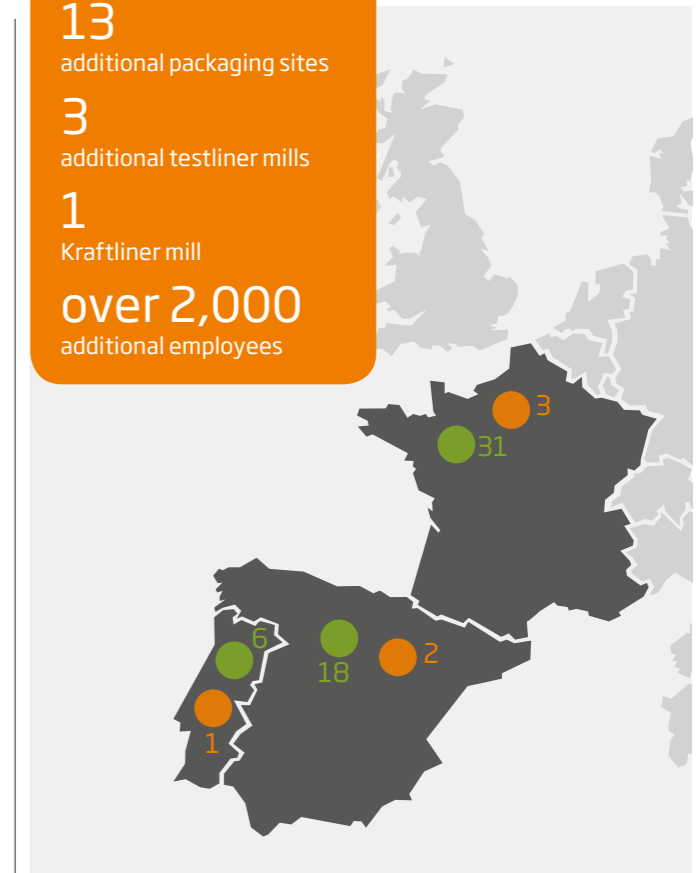 13
additional packaging sites
3
additional testliner mills
1
Kraftliner mill
over 2,000
additional employees
3
31
6
18
2
1